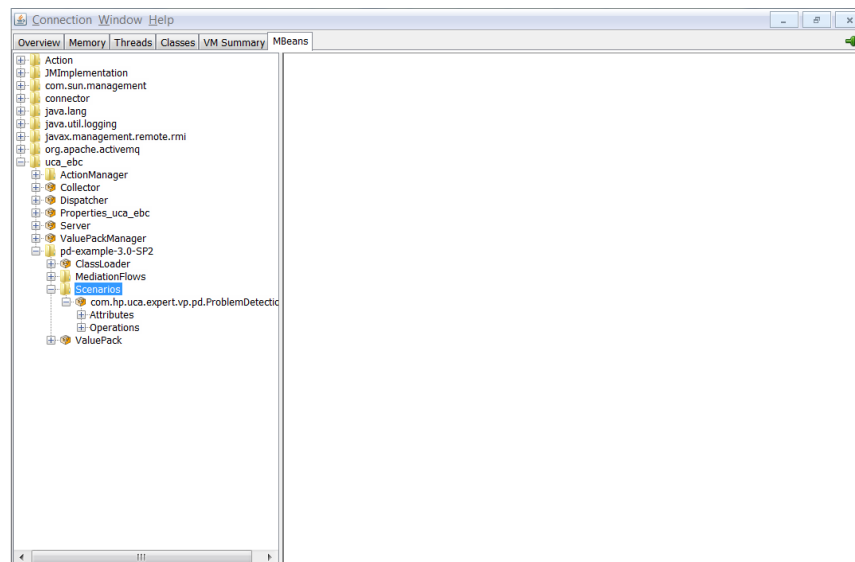 Connection Window Help
Overview Memory Threads Classes VM Summary MBeans
Action
JMImplementation
com.sun.management
connector
java.lang
java.util.logging
javax.management.remote.rmi
org.apache.activemq
uca_ebc
ActionManager
Collector
Dispatcher
Properties_uca_ebc
Server
ValuePackManager
pd-example-3.0-SP2
ClassLoader
MediationFlows
Scenarios
com.hp.uca.expert.vp.pd.ProblemDetectio
Attributes
Operations
ValuePack